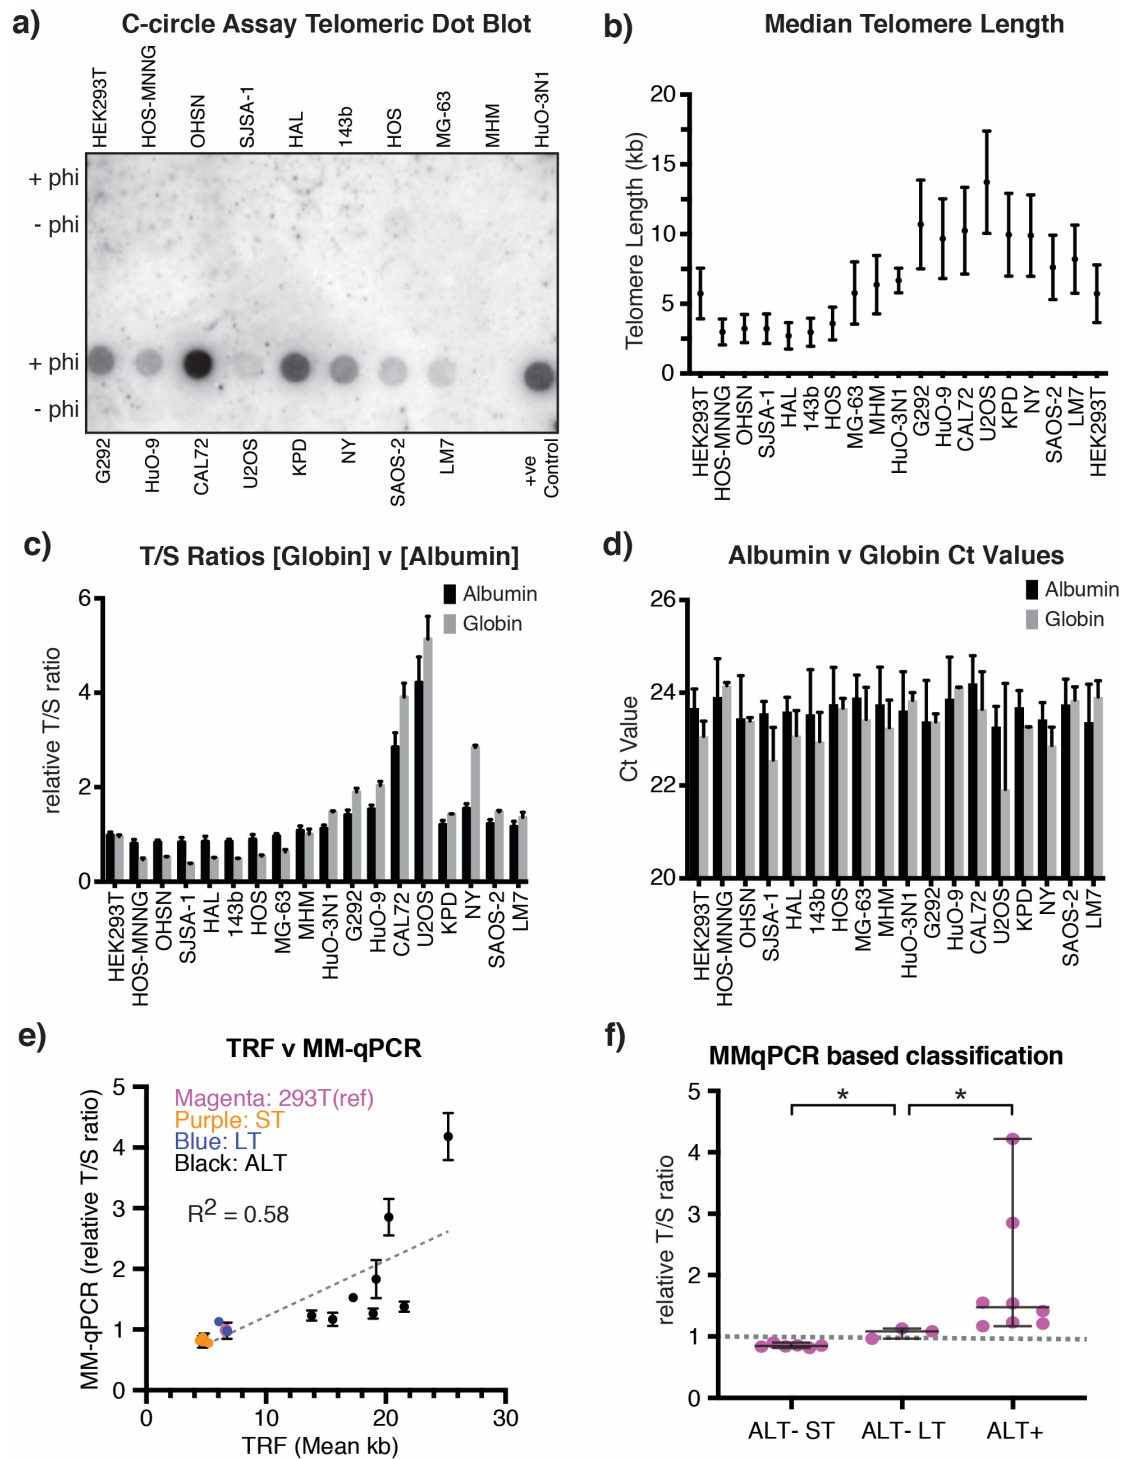 a)
C-circle Assay Telomeric Dot Blot
HEK293T
HOS-MNNG
OHSN
SJSA-1
HAL
143b
HOS
MG-63
MHM
HuO-3N1
+ phi
- phi
+ phi
- phi
G292
HuO-9
CAL72
U2OS
KPD
NY
SAOS-2
LM7
+ve
Control
b)
Median Telomere Length
Telomere Length (kb)
20
15
10
5
0
HEK293T
HOS-MNNG
OHSN
SJSA-1
HAL
143b
HOS
MG-63
MHM
HuO-3N1
G292
HuO-9
CAL72
U2OS
KPD
NY
SAOS-2
LM7
HEK293T
c)
T/S Ratios [Globin] v [Albumin]
Albumin
Globin
relative T/S ratio
6
4
2
0
HEK293T
HOS-MNNG
OHSN
SJSA-1
HAL
143b
HOS
MG-63
MHM
HuO-3N1
G292
HuO-9
CAL72
U2OS
KPD
NY
SAOS-2
LM7
d)
Albumin v Globin Ct Values
Albumin
Globin
Ct Value
26
24
22
20
HEK293T
HOS-MNNG
OHSN
SJSA-1
HAL
143b
HOS
MG-63
MHM
HuO-3N1
G292
HuO-9
CAL72
U2OS
KPD
NY
SAOS-2
LM7
e)
TRF v MM-qPCR
Magenta: 293T(ref)
Purple: ST
Blue: LT
Black: ALT
R2 = 0.58
MM-qPCR (relative T/S ratio)
5
4
3
2
1
0
0
10
20
30
TRF (Mean kb)
f)
MMqPCR based classification
*
*
relative T/S ratio
5
4
3
2
1
0
ALT- ST
ALT- LT
ALT+